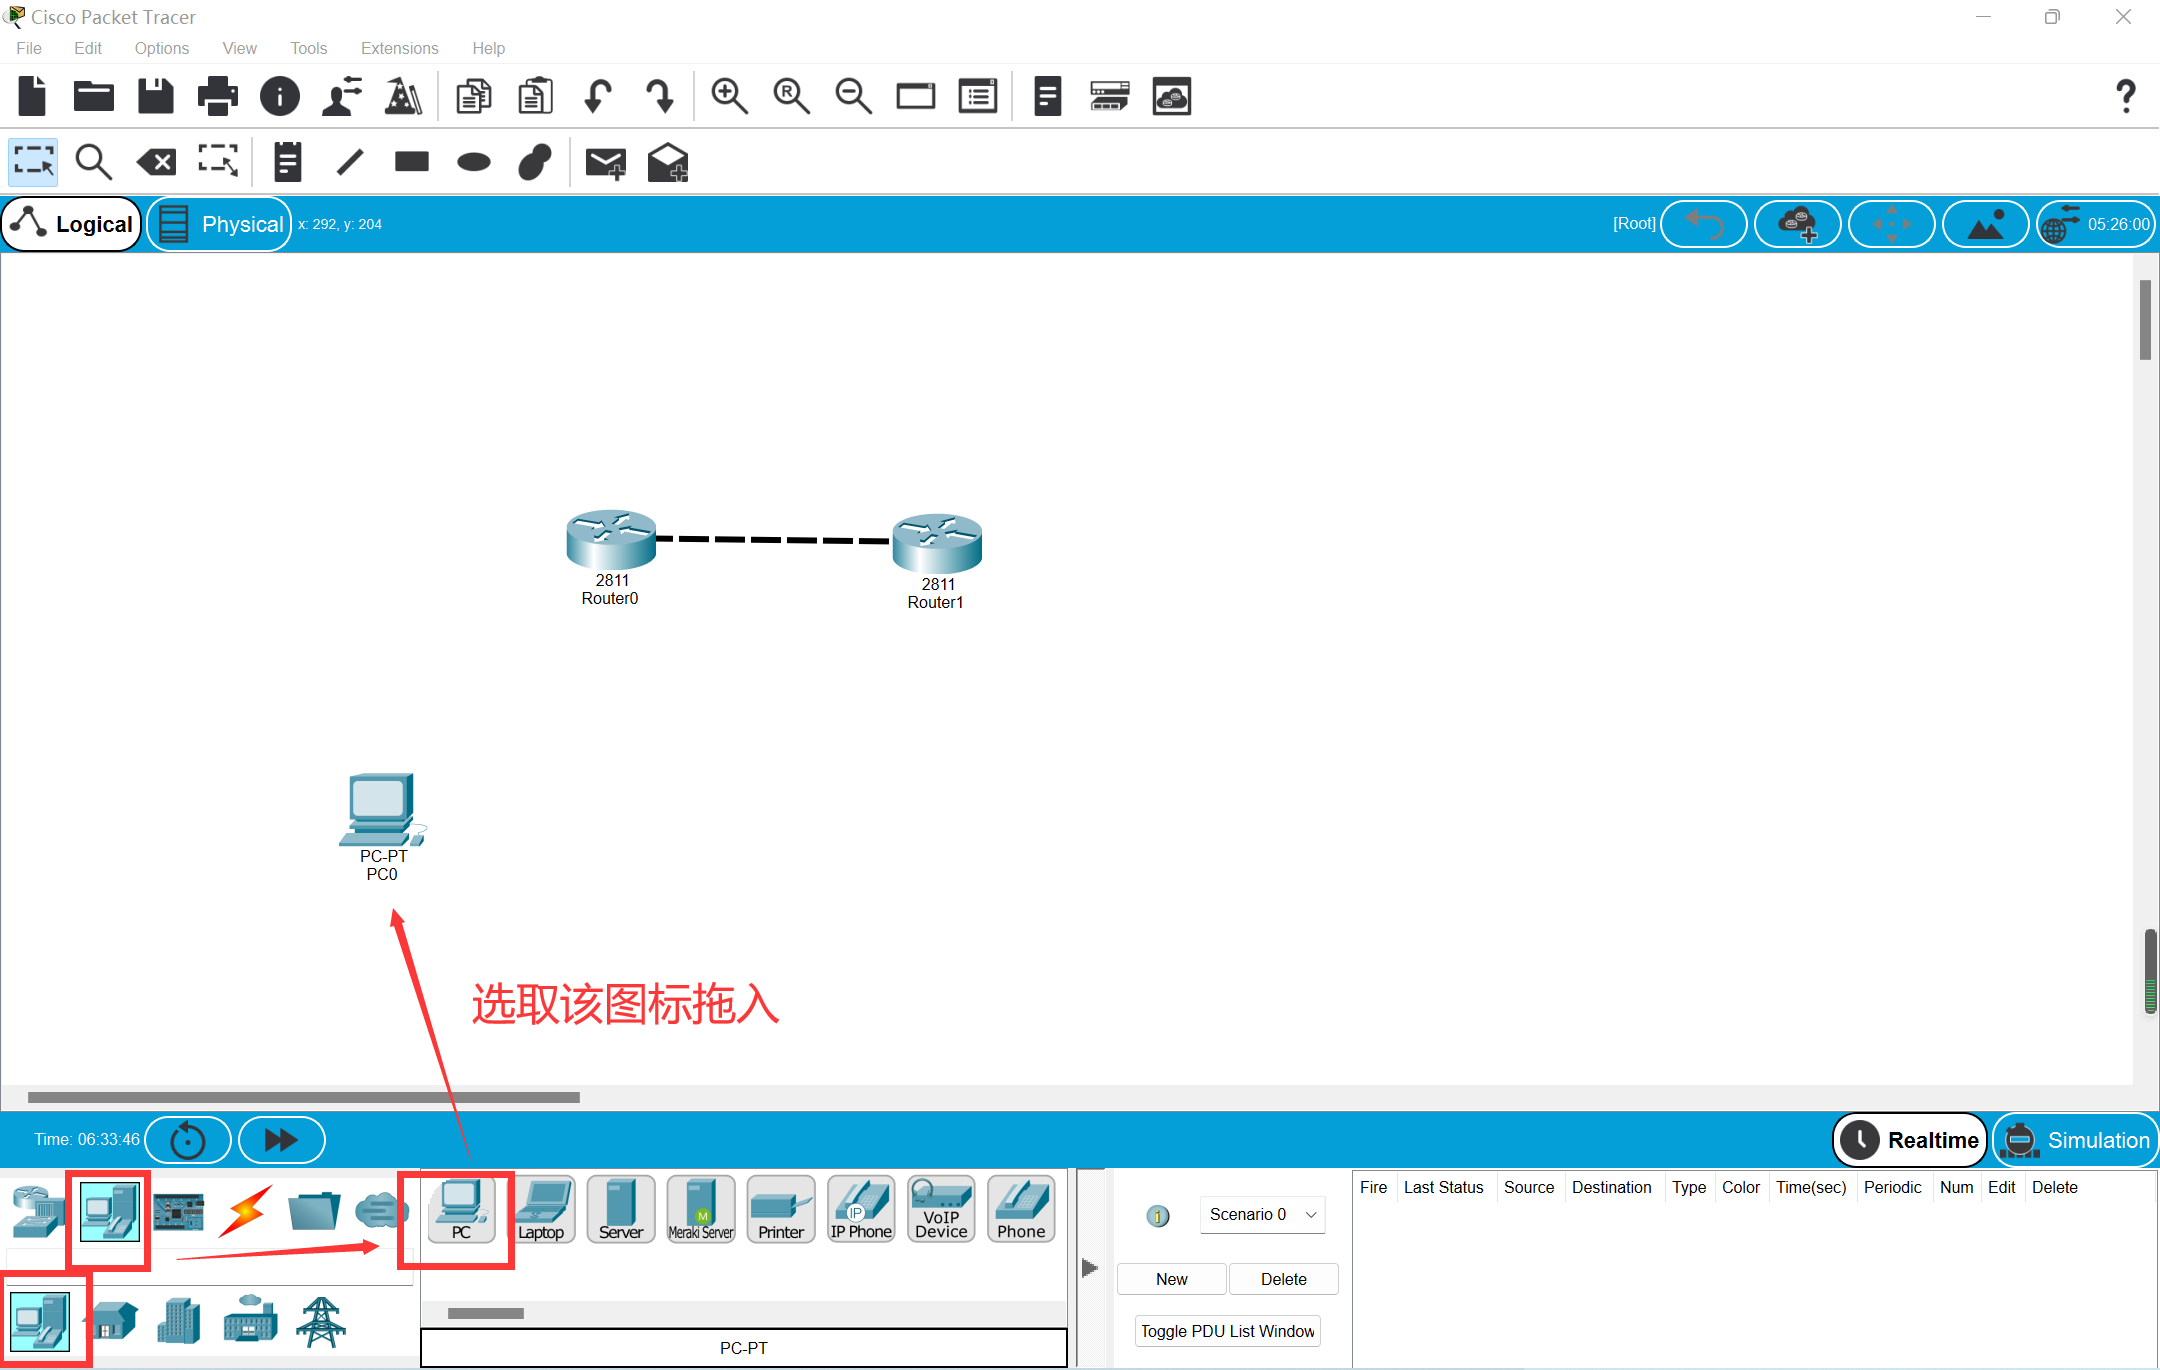 Cisco Packet Tracer
File Edit Options View Tools Extensions Help
Logical Physical x: 292, y: 204 [Root] 05:26:00
2811
Router0
2811
Router1
PC-PT
PC0
选取该图标拖入
Time: 06:33:46 Realtime Simulation
PC Laptop Server Meraki Server Printer IP Phone VoIP Device Phone
Scenario 0
New Delete
Toggle PDU List Window
Fire Last Status Source Destination Type Color Time(sec) Periodic Num Edit Delete
PC-PT